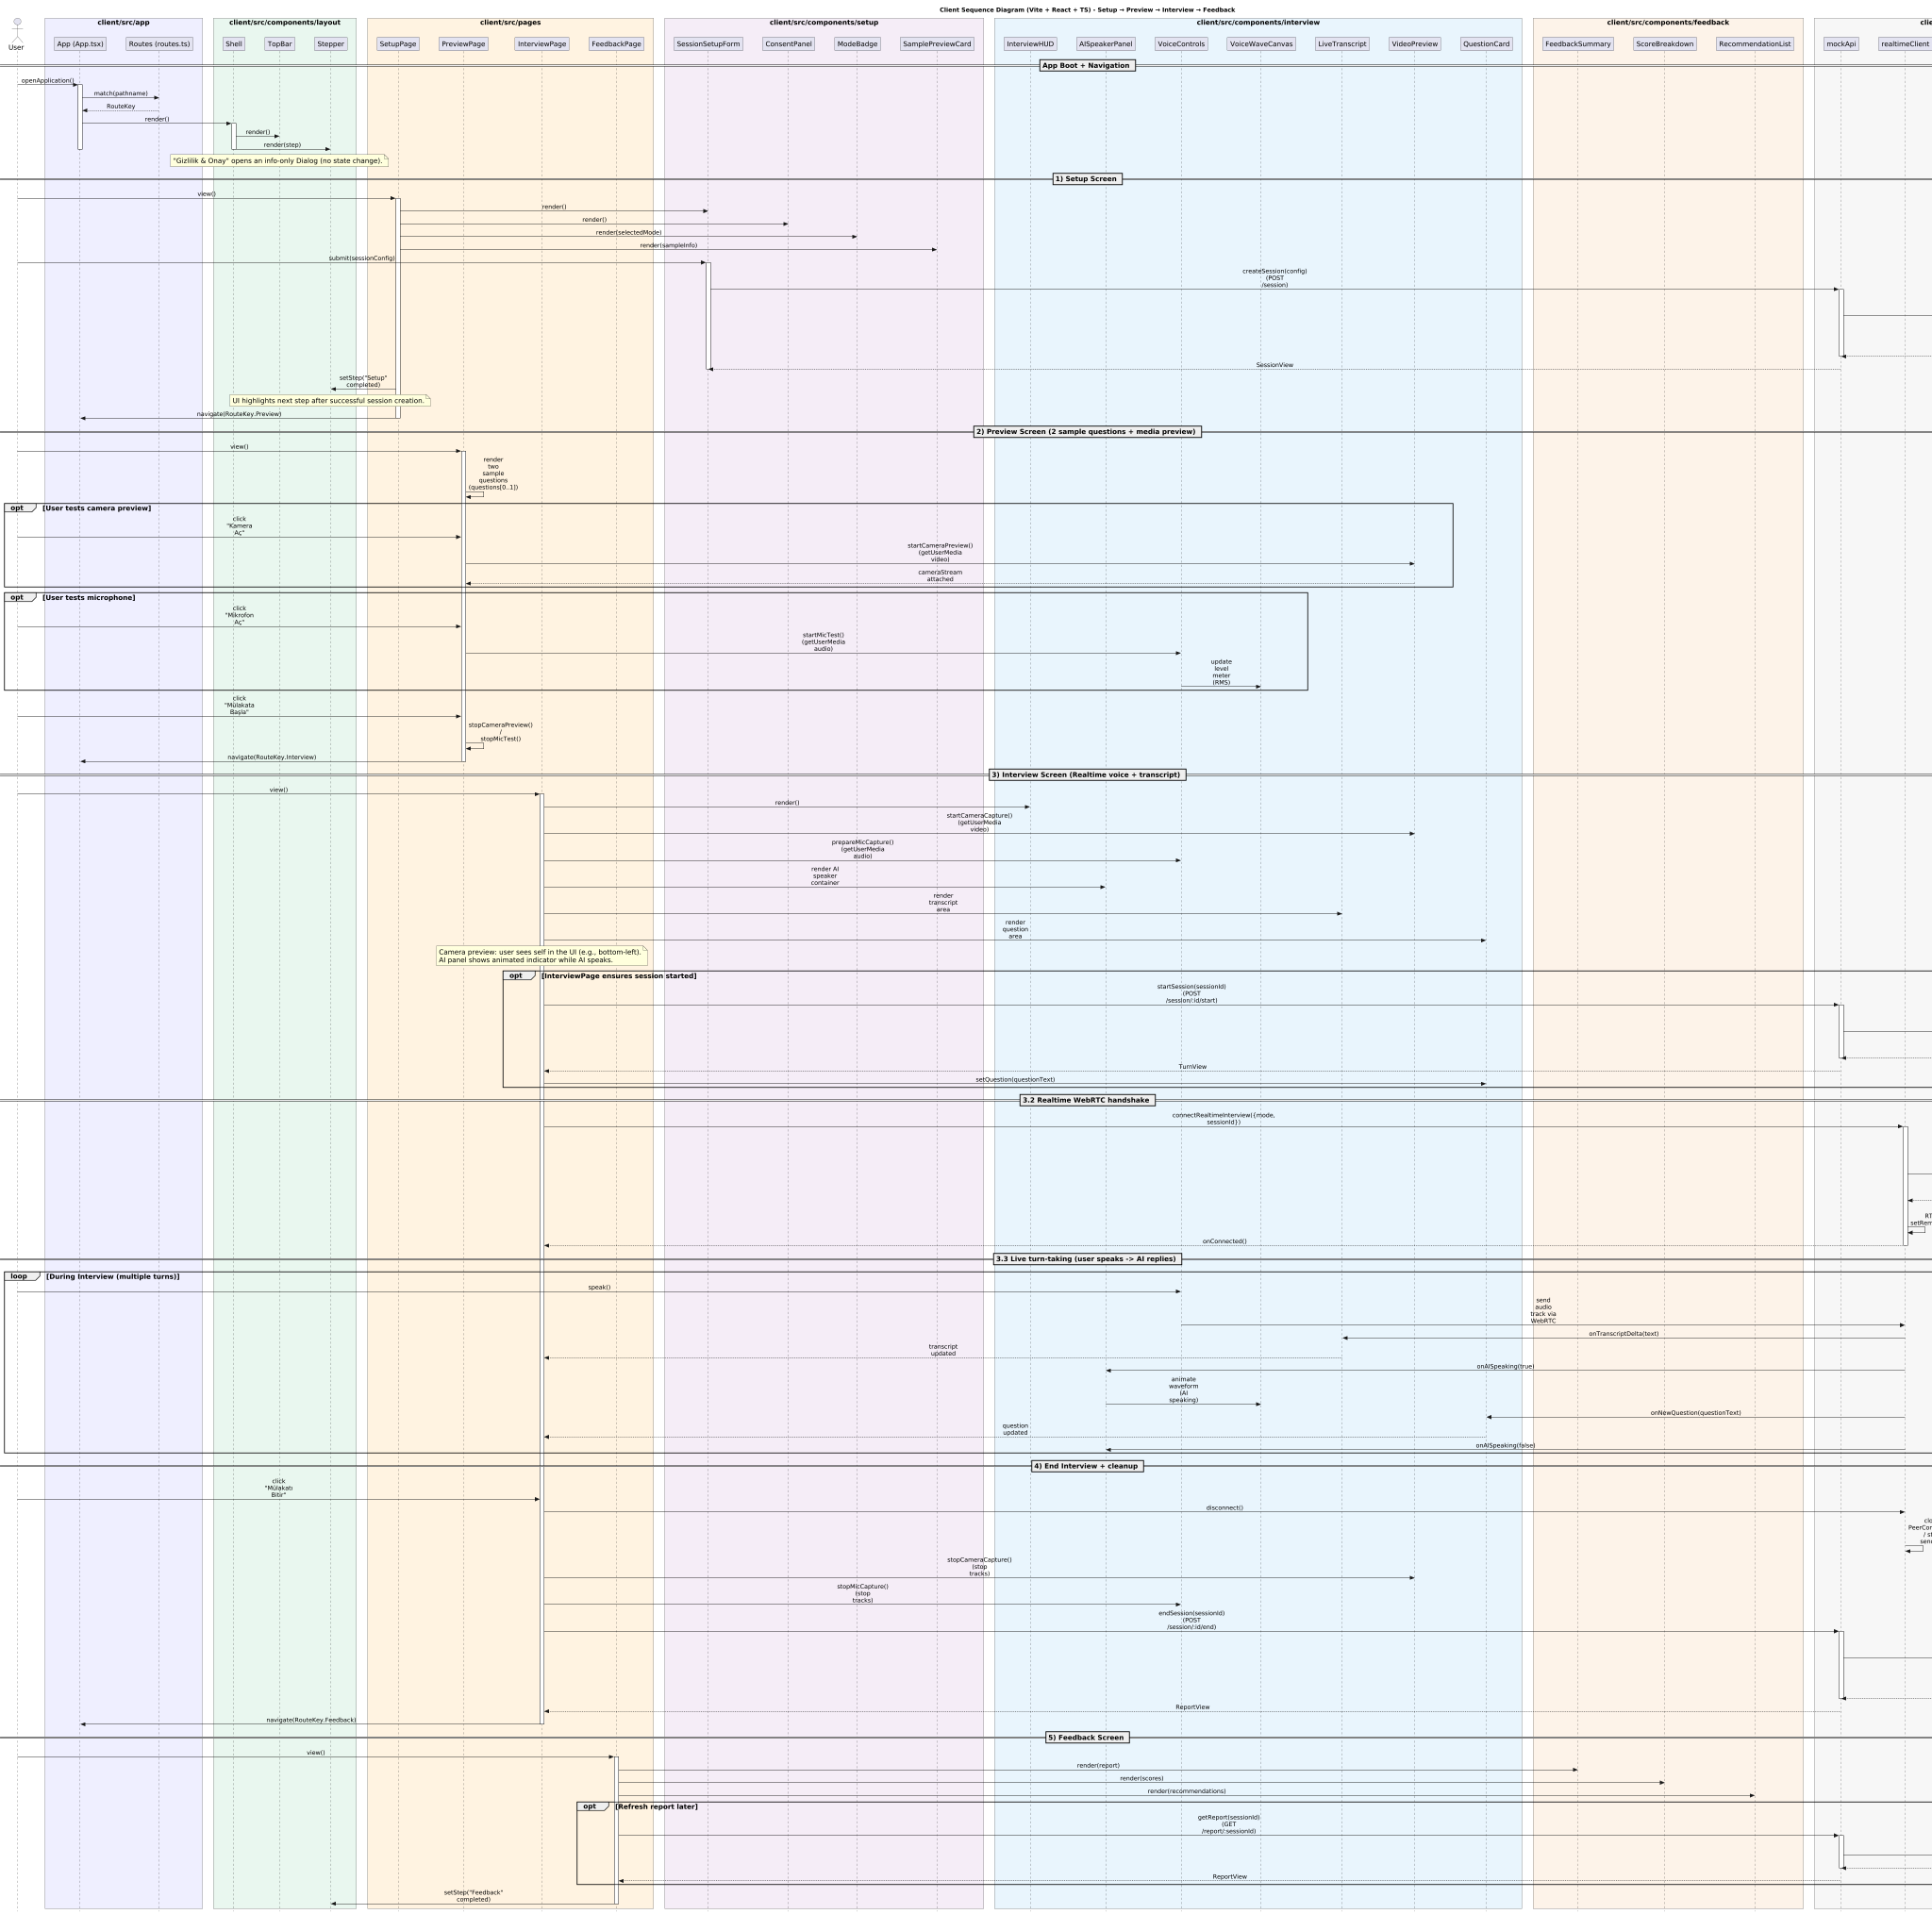 Client Sequence Diagram (Vite + React + TS) - Setup → Preview → Interview → Feedback
client/src/app
client/src/components/layout
client/src/pages
client/src/components/setup
client/src/components/interview
client/src/components/feedback
User
App (App.tsx)
Routes (routes.ts)
Shell
TopBar
Stepper
SetupPage
PreviewPage
InterviewPage
FeedbackPage
SessionSetupForm
ConsentPanel
ModeBadge
SamplePreviewCard
InterviewHUD
AISpeakerPanel
VoiceControls
VoiceWaveCanvas
LiveTranscript
VideoPreview
QuestionCard
FeedbackSummary
ScoreBreakdown
RecommendationList
mockApi
realtimeClient
App Boot + Navigation
openApplication()
match(pathname)
RouteKey
render()
render()
render(step)
"Gizlilik & Onay" opens an info-only Dialog (no state change).
1) Setup Screen
view()
render()
render()
render(selectedMode)
render(sampleInfo)
submit(sessionConfig)
createSession(config)
(POST
/session)
SessionView
setStep("Setup"
completed)
UI highlights next step after successful session creation.
navigate(RouteKey.Preview)
2) Preview Screen (2 sample questions + media preview)
view()
render
two
sample
questions
(questions[0..1])
opt [User tests camera preview]
click
"Kamera
Aç"
startCameraPreview()
(getUserMedia
video)
cameraStream
attached
opt [User tests microphone]
click
"Mikrofon
Aç"
startMicTest()
(getUserMedia
audio)
update
level
meter
(RMS)
click
"Mülakata
Başla"
stopCameraPreview()
/
stopMicTest()
navigate(RouteKey.Interview)
3) Interview Screen (Realtime voice + transcript)
view()
render()
startCameraCapture()
(getUserMedia
video)
prepareMicCapture()
(getUserMedia
audio)
render AI
speaker
container
render
transcript
area
render
question
area
Camera preview: user sees self in the UI (e.g., bottom-left).
AI panel shows animated indicator while AI speaks.
opt [InterviewPage ensures session started]
startSession(sessionId)
(POST
/session/:id/start)
TurnView
setQuestion(questionText)
3.2 Realtime WebRTC handshake
connectRealtimeInterview({mode,
sessionId})
onConnected()
3.3 Live turn-taking (user speaks -> AI replies)
loop [During Interview (multiple turns)]
speak()
send
audio
track via
WebRTC
onTranscriptDelta(text)
transcript
updated
onAISpeaking(true)
animate
waveform
(AI
speaking)
onNewQuestion(questionText)
question
updated
onAISpeaking(false)
4) End Interview + cleanup
click
"Mülakatı
Bitir"
disconnect()
stopCameraCapture()
(stop
tracks)
stopMicCapture()
(stop
tracks)
endSession(sessionId)
(POST
/session/:id/end)
ReportView
navigate(RouteKey.Feedback)
5) Feedback Screen
view()
render(report)
render(scores)
render(recommendations)
opt [Refresh report later]
getReport(sessionId)
(GET
/report/:sessionId)
ReportView
setStep("Feedback"
completed)